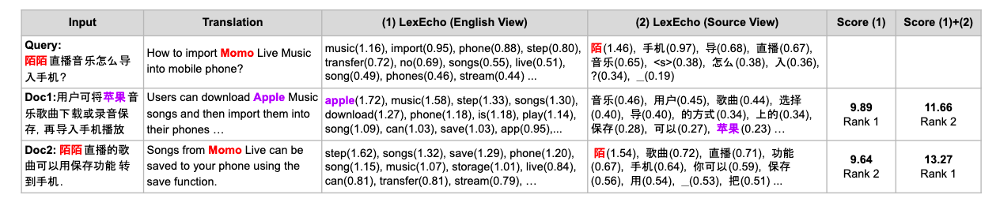 Input Translation (1) LexEcho (English View) (2) LexEcho (Source View) Score (1) Score (1)+(2)
Query:
陌陌直播音乐怎么导
入手机?
How to import Momo Live Music
into mobile phone?
music(1.16), import(0.95), phone(0.88), step(0.80),
transfer(0.72), no(0.69), songs(0.55), live(0.51),
song(0.49), phones(0.46), stream(0.44) ...
陌(1.46), 手机(0.97), 导(0.68), 直播(0.67),
音乐(0.65), <s>(0.38), 怎么(0.38), 入(0.36),
?(0.34), _(0.19)
Doc1:用户可将苹果音
乐歌曲下载或录音保
存, 再导入手机播放
Users can download Apple Music
songs and then import them into
their phones …
apple(1.72), music(1.58), step(1.33), songs(1.30),
download(1.27), phone(1.18), is(1.18), play(1.14),
song(1.09), can(1.03), save(1.03), app(0.95),...
音乐(0.46), 用户(0.45), 歌曲(0.44), 选择
(0.40), 导(0.40), 的方式(0.34), 上的(0.34),
保存(0.28), 可以(0.27), 苹果(0.23) …
9.89
Rank 1
11.66
Rank 2
Doc2: 陌陌直播的歌
曲可以用保存功能 转
到手机.
Songs from Momo Live can be
saved to your phone using the
save function.
step(1.62), songs(1.32), save(1.29), phone(1.20),
song(1.15), music(1.07), storage(1.01), live(0.84),
can(0.81), transfer(0.81), stream(0.79), …
陌(1.54), 歌曲(0.72), 直播(0.71), 功能
(0.67), 手机(0.64), 你可以(0.59), 保存
(0.56), 用(0.54), _(0.53), 把(0.51) ...
9.64
Rank 2
13.27
Rank 1